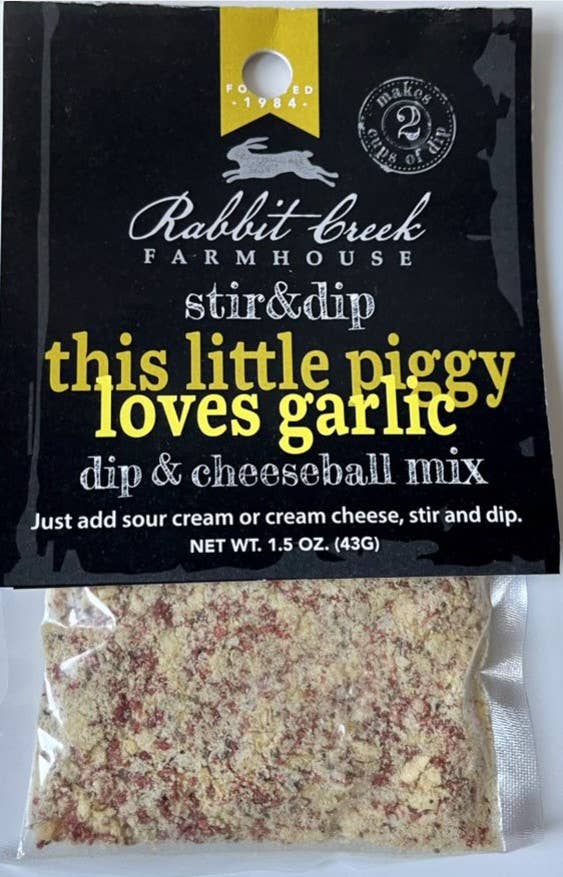 FOUNDED
-1984-
makes
2
cups of dip
Rabbit Creek
FARMHOUSE
stir&dip
this little piggy
loves garlic
dip & cheeseball mix
Just add sour cream or cream cheese, stir and dip.
NET WT. 1.5 OZ. (43G)